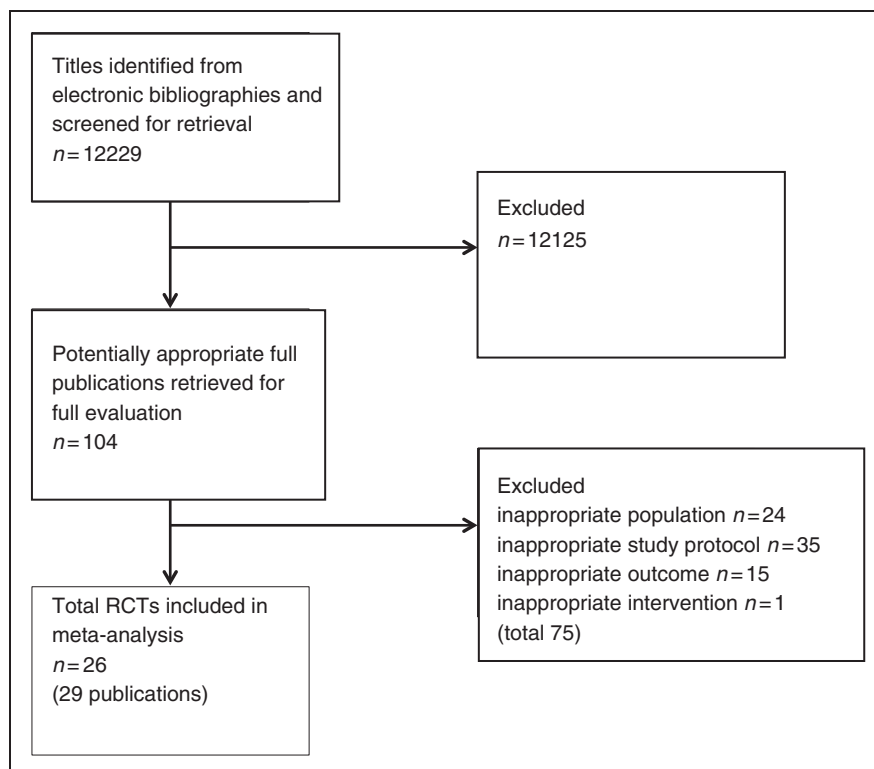 Titles identified from
electronic bibliographies and
screened for retrieval
n=12229
Excluded
n=12125
Potentially appropriate full
publications retrieved for
full evaluation
n=104
Excluded
inappropriate population n=24
inappropriate study protocol n=35
inappropriate outcome n=15
inappropriate intervention n=1
(total 75)
Total RCTs included in
meta-analysis
n=26
(29 publications)